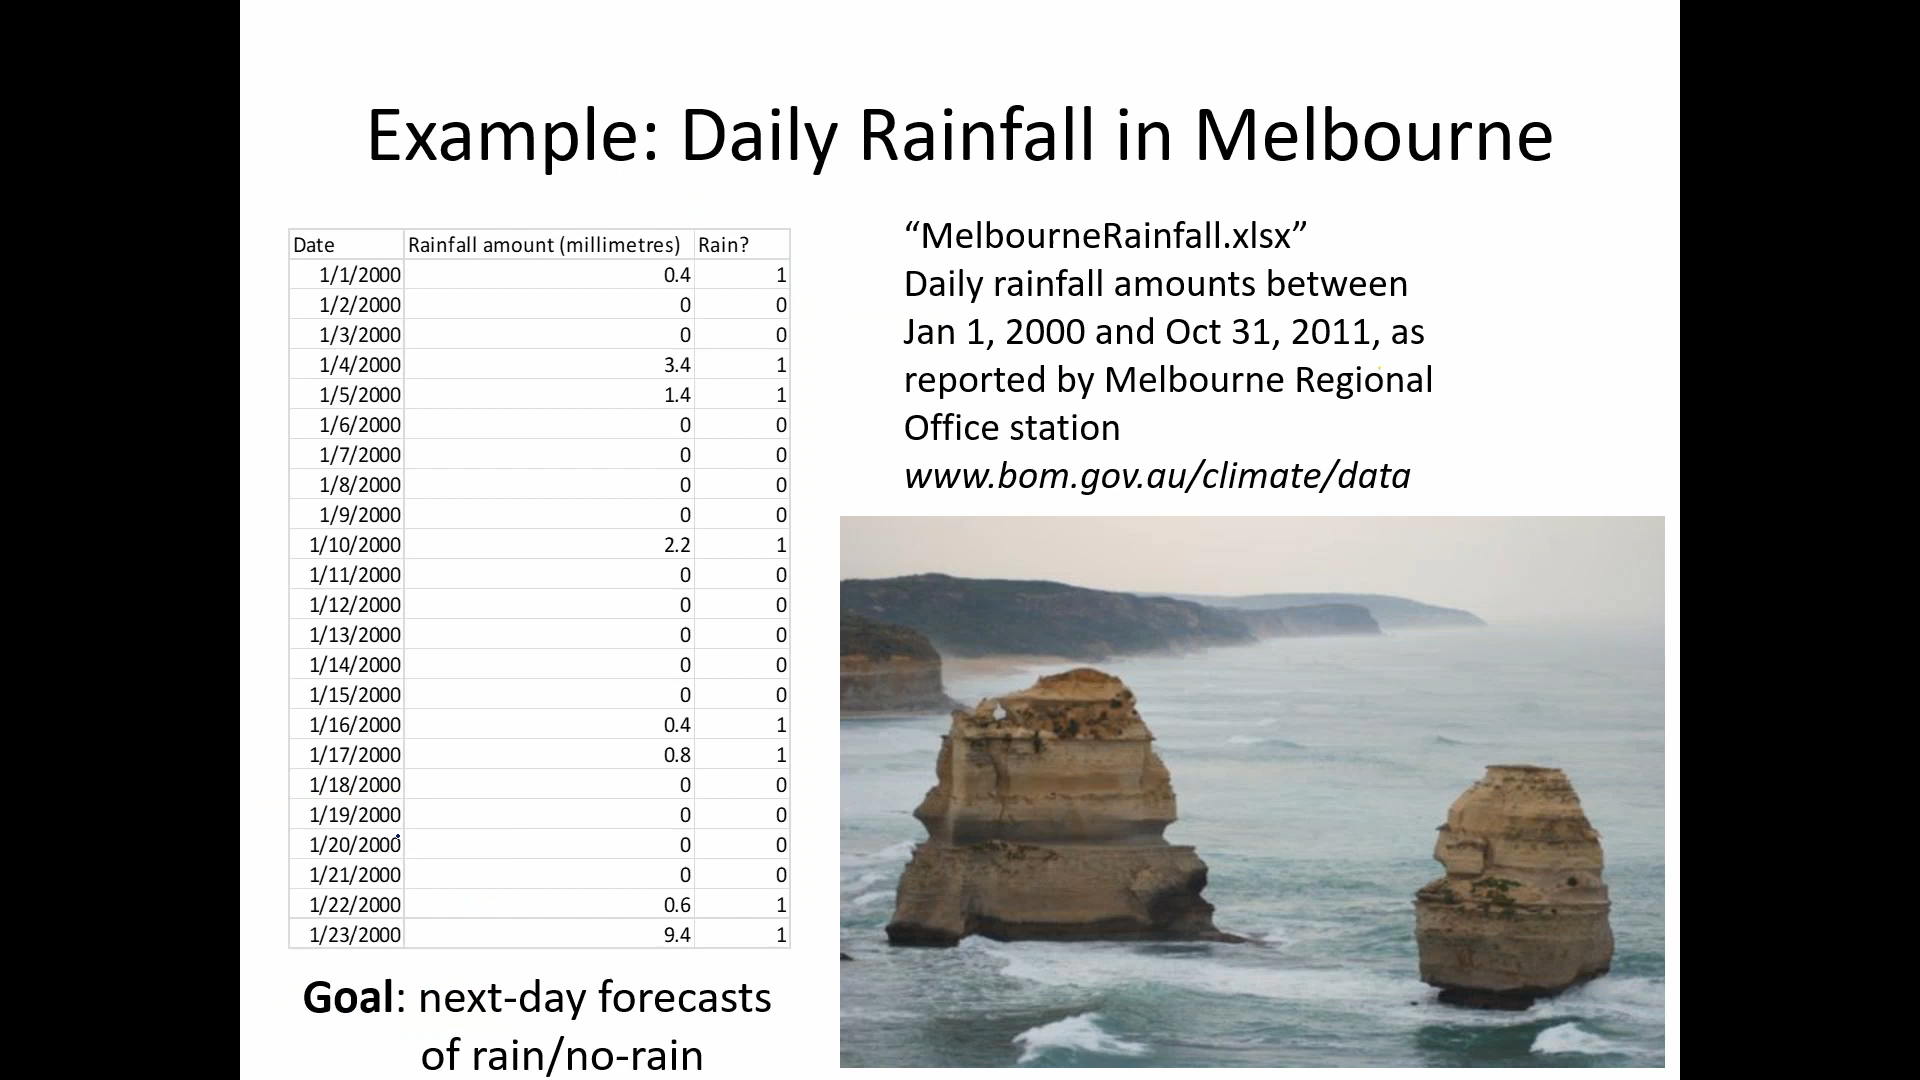 Example: Daily Rainfall in Melbourne
Date Rainfall amount (millimetres) Rain?
1/1/2000 0.4 1
1/2/2000 0 0
1/3/2000 0 0
1/4/2000 3.4 1
1/5/2000 1.4 1
1/6/2000 0 0
1/7/2000 0 0
1/8/2000 0 0
1/9/2000 0 0
1/10/2000 2.2 1
1/11/2000 0 0
1/12/2000 0 0
1/13/2000 0 0
1/14/2000 0 0
1/15/2000 0 0
1/16/2000 0.4 1
1/17/2000 0.8 1
1/18/2000 0 0
1/19/2000 0 0
1/20/2000 0 0
1/21/2000 0 0
1/22/2000 0.6 1
1/23/2000 9.4 1
Goal: next-day forecasts
of rain/no-rain
“MelbourneRainfall.xlsx”
Daily rainfall amounts between
Jan 1, 2000 and Oct 31, 2011, as
reported by Melbourne Regional
Office station
www.bom.gov.au/climate/data